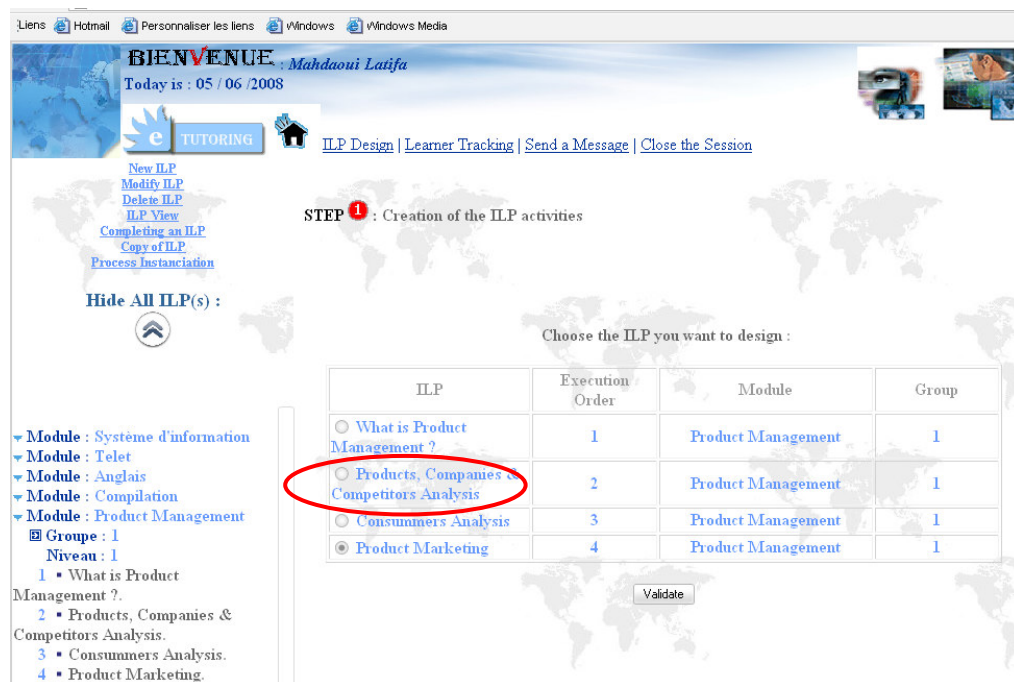 Liens Hotmail Personnaliser les liens Windows Windows Media
BIENVENUE : Mahdaoui Latifa
Today is : 05 / 06 /2008
e TUTORING
ILP Design | Learner Tracking | Send a Message | Close the Session
New ILP
Modify ILP
Delete ILP
ILP View
Completing an ILP
Copy of ILP
Process Instanciation
Hide All ILP(s) :
Module : Système d'information
Module : Telet
Module : Anglais
Module : Compilation
Module : Product Management
Groupe : 1
Niveau : 1
1 ▪ What is Product
Management ?.
2 ▪ Products, Companies &
Competitors Analysis.
3 ▪ Consummers Analysis.
4 ▪ Product Marketing.
STEP 1 : Creation of the ILP activities
Choose the ILP you want to design :
ILP Execution Order Module Group
What is Product
Management ? 1 Product Management 1
Products, Companies &
Competitors Analysis 2 Product Management 1
Consummers Analysis 3 Product Management 1
Product Marketing 4 Product Management 1
Validate